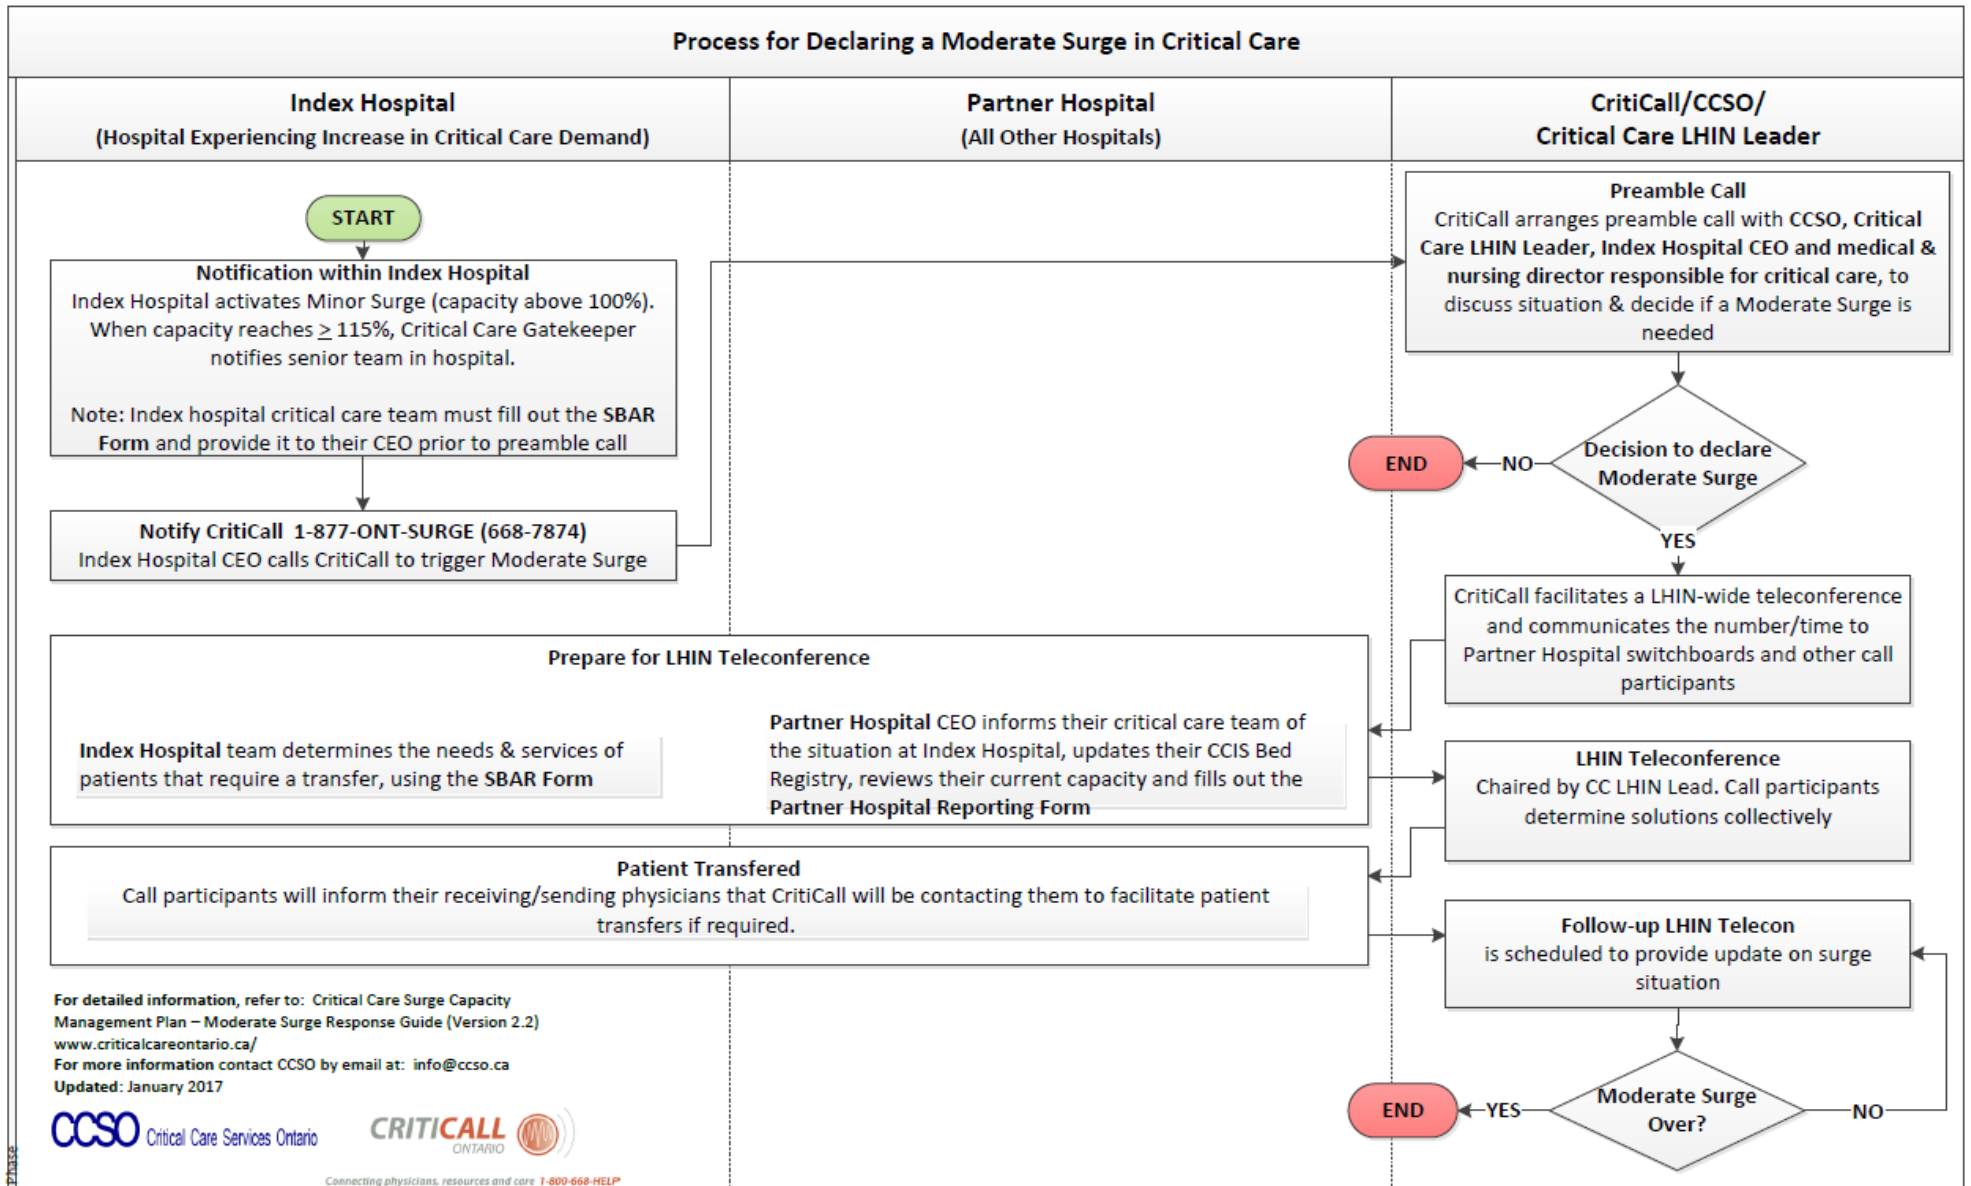 Process for Declaring a Moderate Surge in Critical Care
Index Hospital
(Hospital Experiencing Increase in Critical Care Demand)
Partner Hospital
(All Other Hospitals)
CritiCall/CCSO/
Critical Care LHIN Leader
START
Notification within Index Hospital
Index Hospital activates Minor Surge (capacity above 100%).
When capacity reaches ≥ 115%, Critical Care Gatekeeper
notifies senior team in hospital.
Note: Index hospital critical care team must fill out the SBAR
Form and provide it to their CEO prior to preamble call
Notify CritiCall 1-877-ONT-SURGE (668-7874)
Index Hospital CEO calls CritiCall to trigger Moderate Surge
Preamble Call
CritiCall arranges preamble call with CCSO, Critical
Care LHIN Leader, Index Hospital CEO and medical &
nursing director responsible for critical care, to
discuss situation & decide if a Moderate Surge is
needed
Decision to declare
Moderate Surge
NO
END
YES
CritiCall facilitates a LHIN-wide teleconference
and communicates the number/time to
Partner Hospital switchboards and other call
participants
Prepare for LHIN Teleconference
Index Hospital team determines the needs & services of
patients that require a transfer, using the SBAR Form
Partner Hospital CEO informs their critical care team of
the situation at Index Hospital, updates their CCIS Bed
Registry, reviews their current capacity and fills out the
Partner Hospital Reporting Form
LHIN Teleconference
Chaired by CC LHIN Lead. Call participants
determine solutions collectively
Patient Transfered
Call participants will inform their receiving/sending physicians that CritiCall will be contacting them to facilitate patient
transfers if required.
Follow-up LHIN Telecon
is scheduled to provide update on surge
situation
Moderate Surge
Over?
YES
END
NO
For detailed information, refer to: Critical Care Surge Capacity
Management Plan – Moderate Surge Response Guide (Version 2.2)
www.criticalcareontario.ca/
For more information contact CCSO by email at: info@ccso.ca
Updated: January 2017
CCSO Critical Care Services Ontario
CRITICALL
ONTARIO
Connecting physicians, resources and care 1-800-668-HELP
Phase